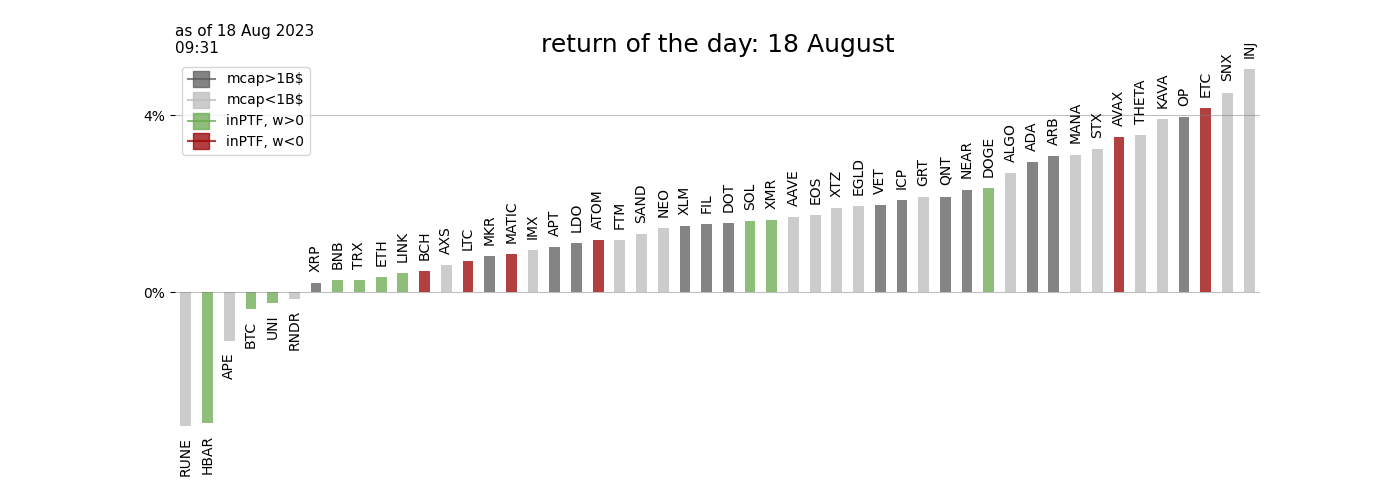 as of 18 Aug 2023
09:31
return of the day: 18 August
mcap>1B$
mcap<1B$
inPTF, w>0
inPTF, w<0
4%
0%
RUNE
HBAR
APE
BTC
UNI
RNDR
XRP
BNB
TRX
ETH
LINK
BCH
AXS
LTC
MKR
MATIC
IMX
APT
LDO
ATOM
FTM
SAND
NEO
XLM
FIL
DOT
SOL
XMR
AAVE
EOS
XTZ
EGLD
VET
ICP
GRT
QNT
NEAR
DOGE
ALGO
ADA
ARB
MANA
STX
AVAX
THETA
KAVA
OP
ETC
SNX
INJ